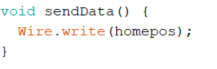 void sendData() {
Wire.write(homepos);
}